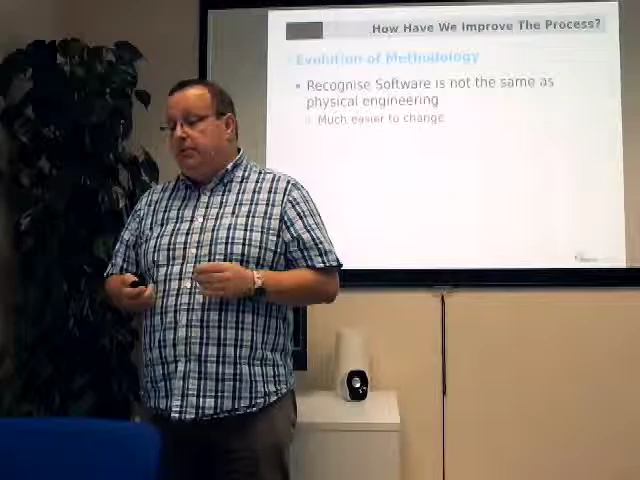 How Have We Improve The Process?
Evolution of Methodology
Recognise Software is not the same as
physical engineering
Much easier to change